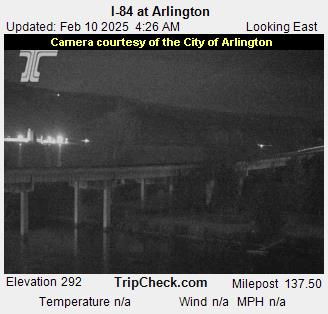 I-84 at Arlington
Updated: Feb 10 2025 4:26 AM Looking East
Camera courtesy of the City of Arlington
Elevation 292 TripCheck.com Milepost 137.50
Temperature n/a Wind n/a MPH n/a